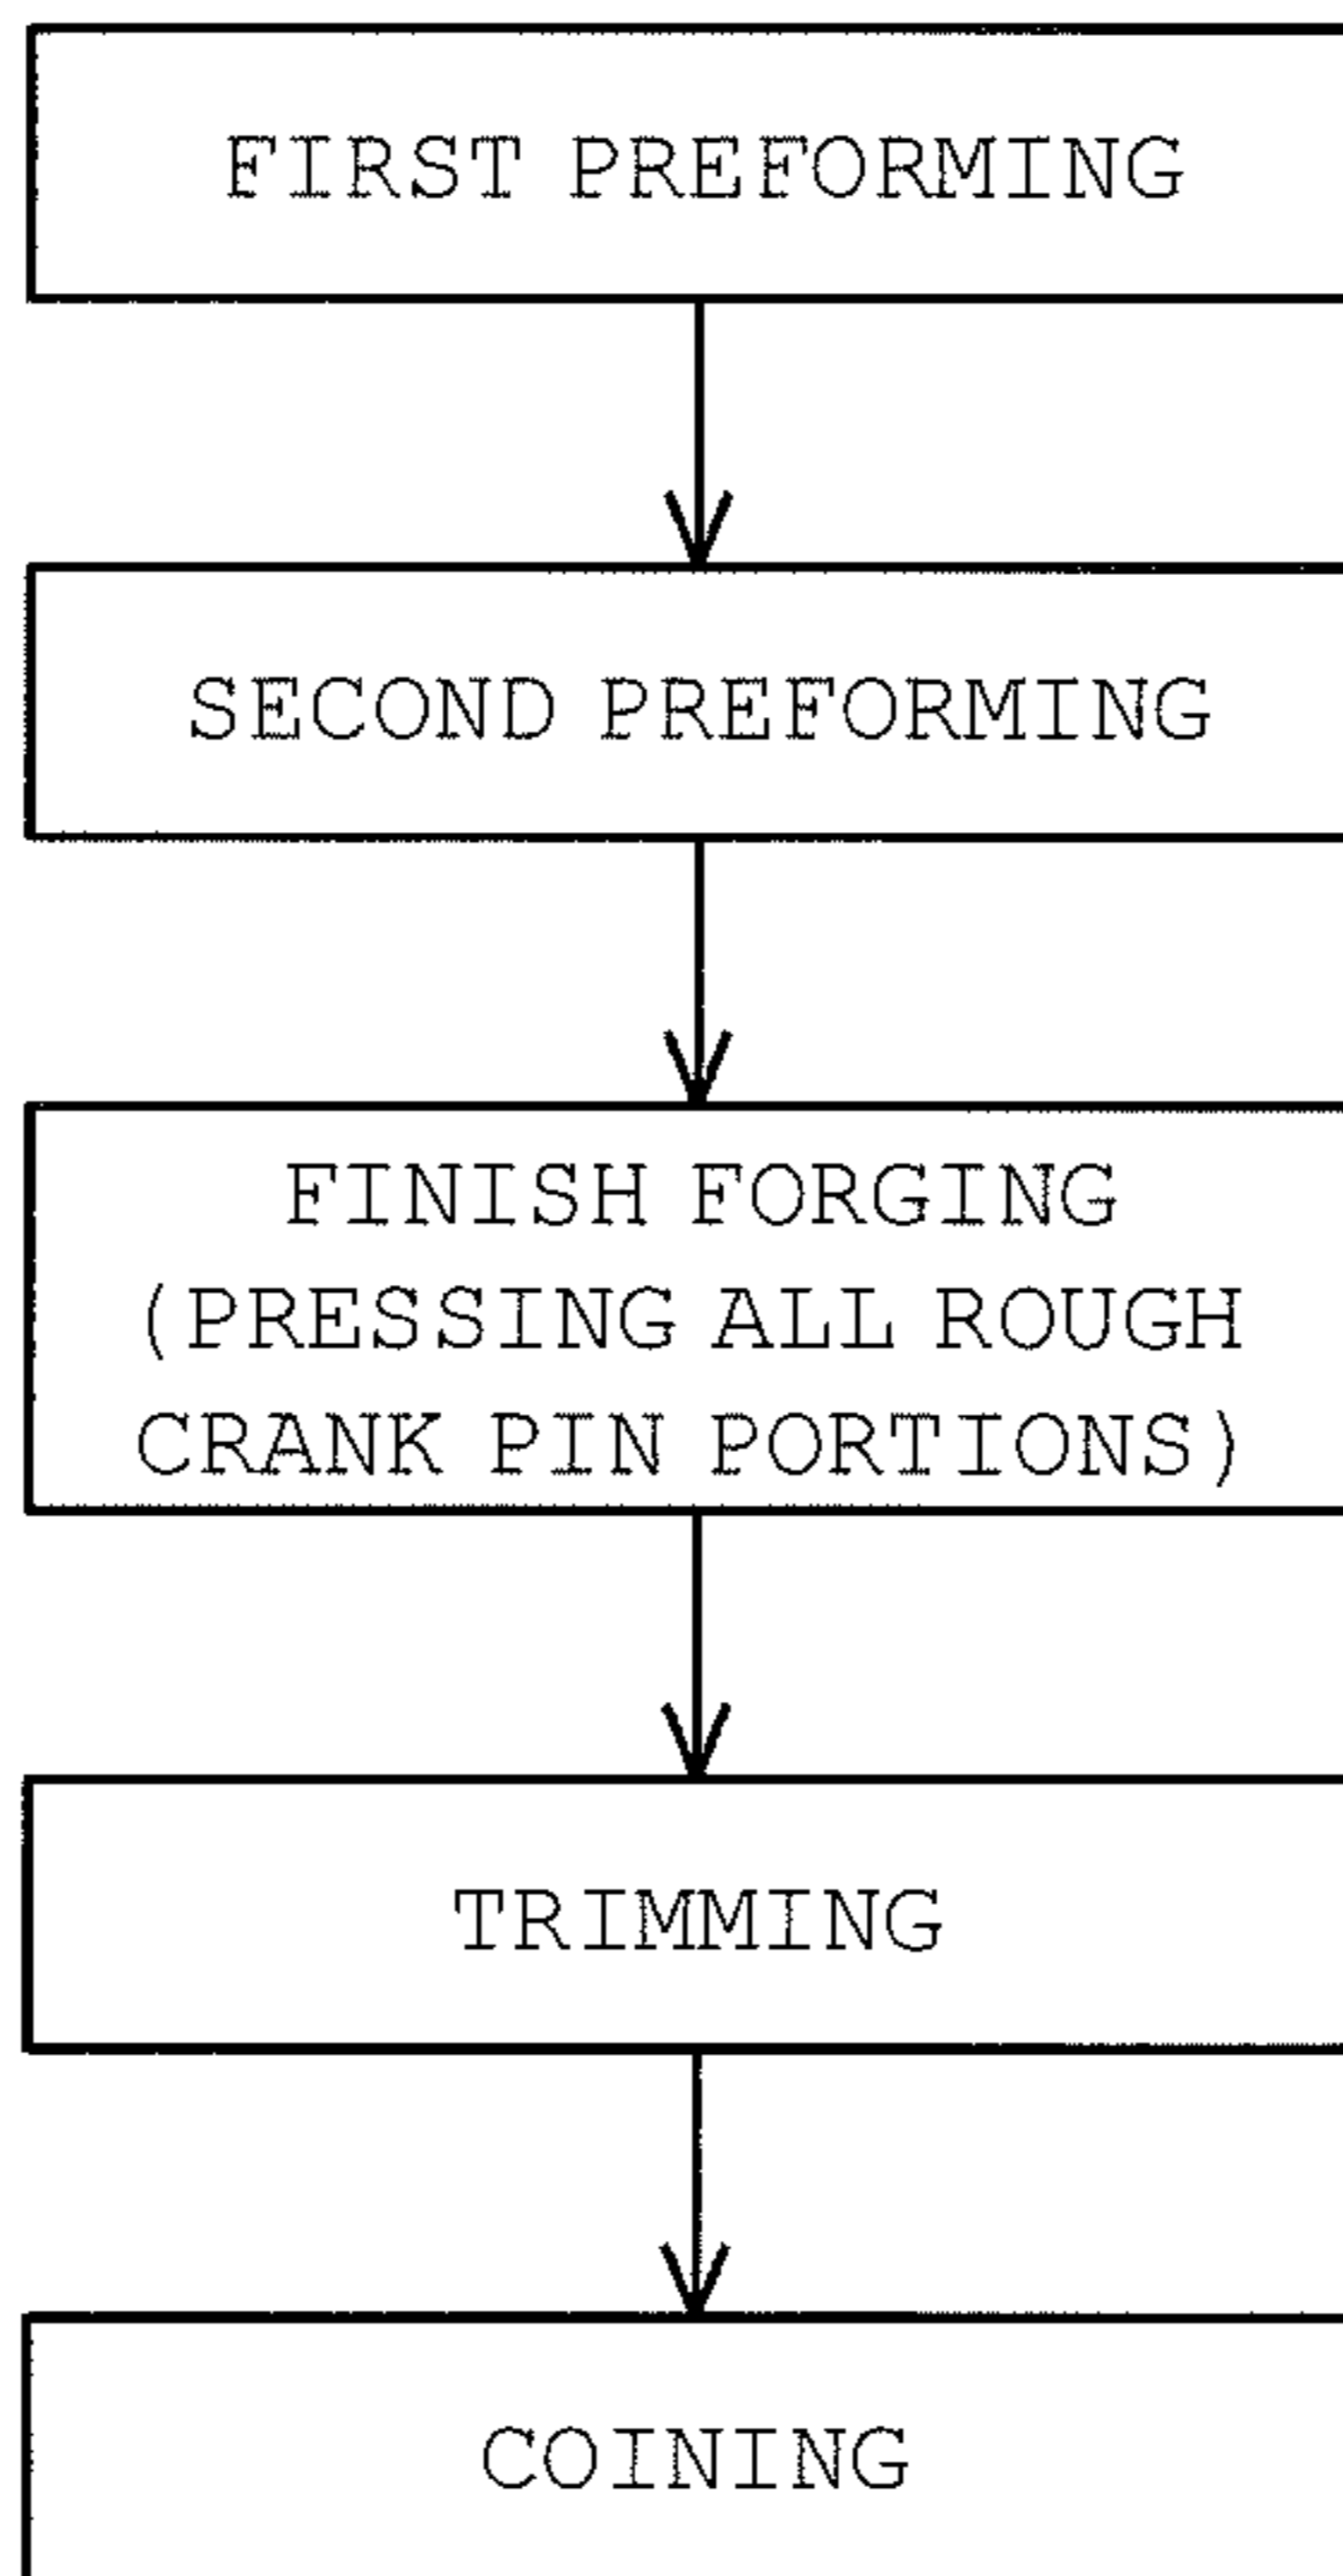 FIRST PREFORMING
SECOND PREFORMING
FINISH FORGING
(PRESSING ALL ROUGH
CRANK PIN PORTIONS)
TRIMMING
COINING